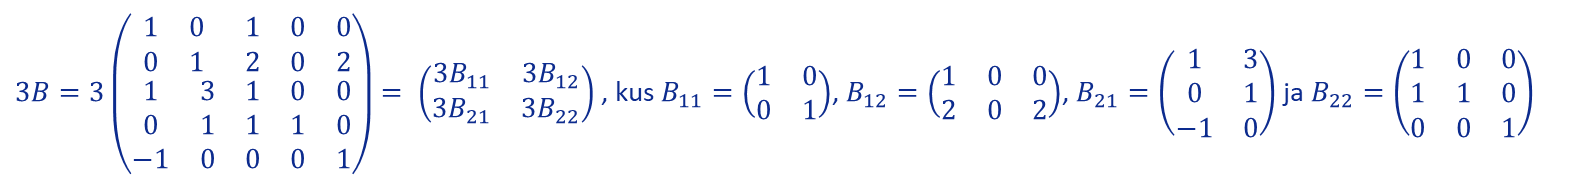 3B = 3 ( 1 0 1 0 0 ; 0 1 2 0 2 ; 1 3 1 0 0 ; 0 1 1 1 0 ; −1 0 0 0 1 ) = ( 3B₁₁ 3B₁₂ ; 3B₂₁ 3B₂₂ ) , kus B₁₁ = ( 1 0 ; 0 1 ), B₁₂ = ( 1 0 0 ; 2 0 2 ), B₂₁ = ( 1 3 ; 0 1 ; −1 0 ) ja B₂₂ = ( 1 0 0 ; 1 1 0 ; 0 0 1 )